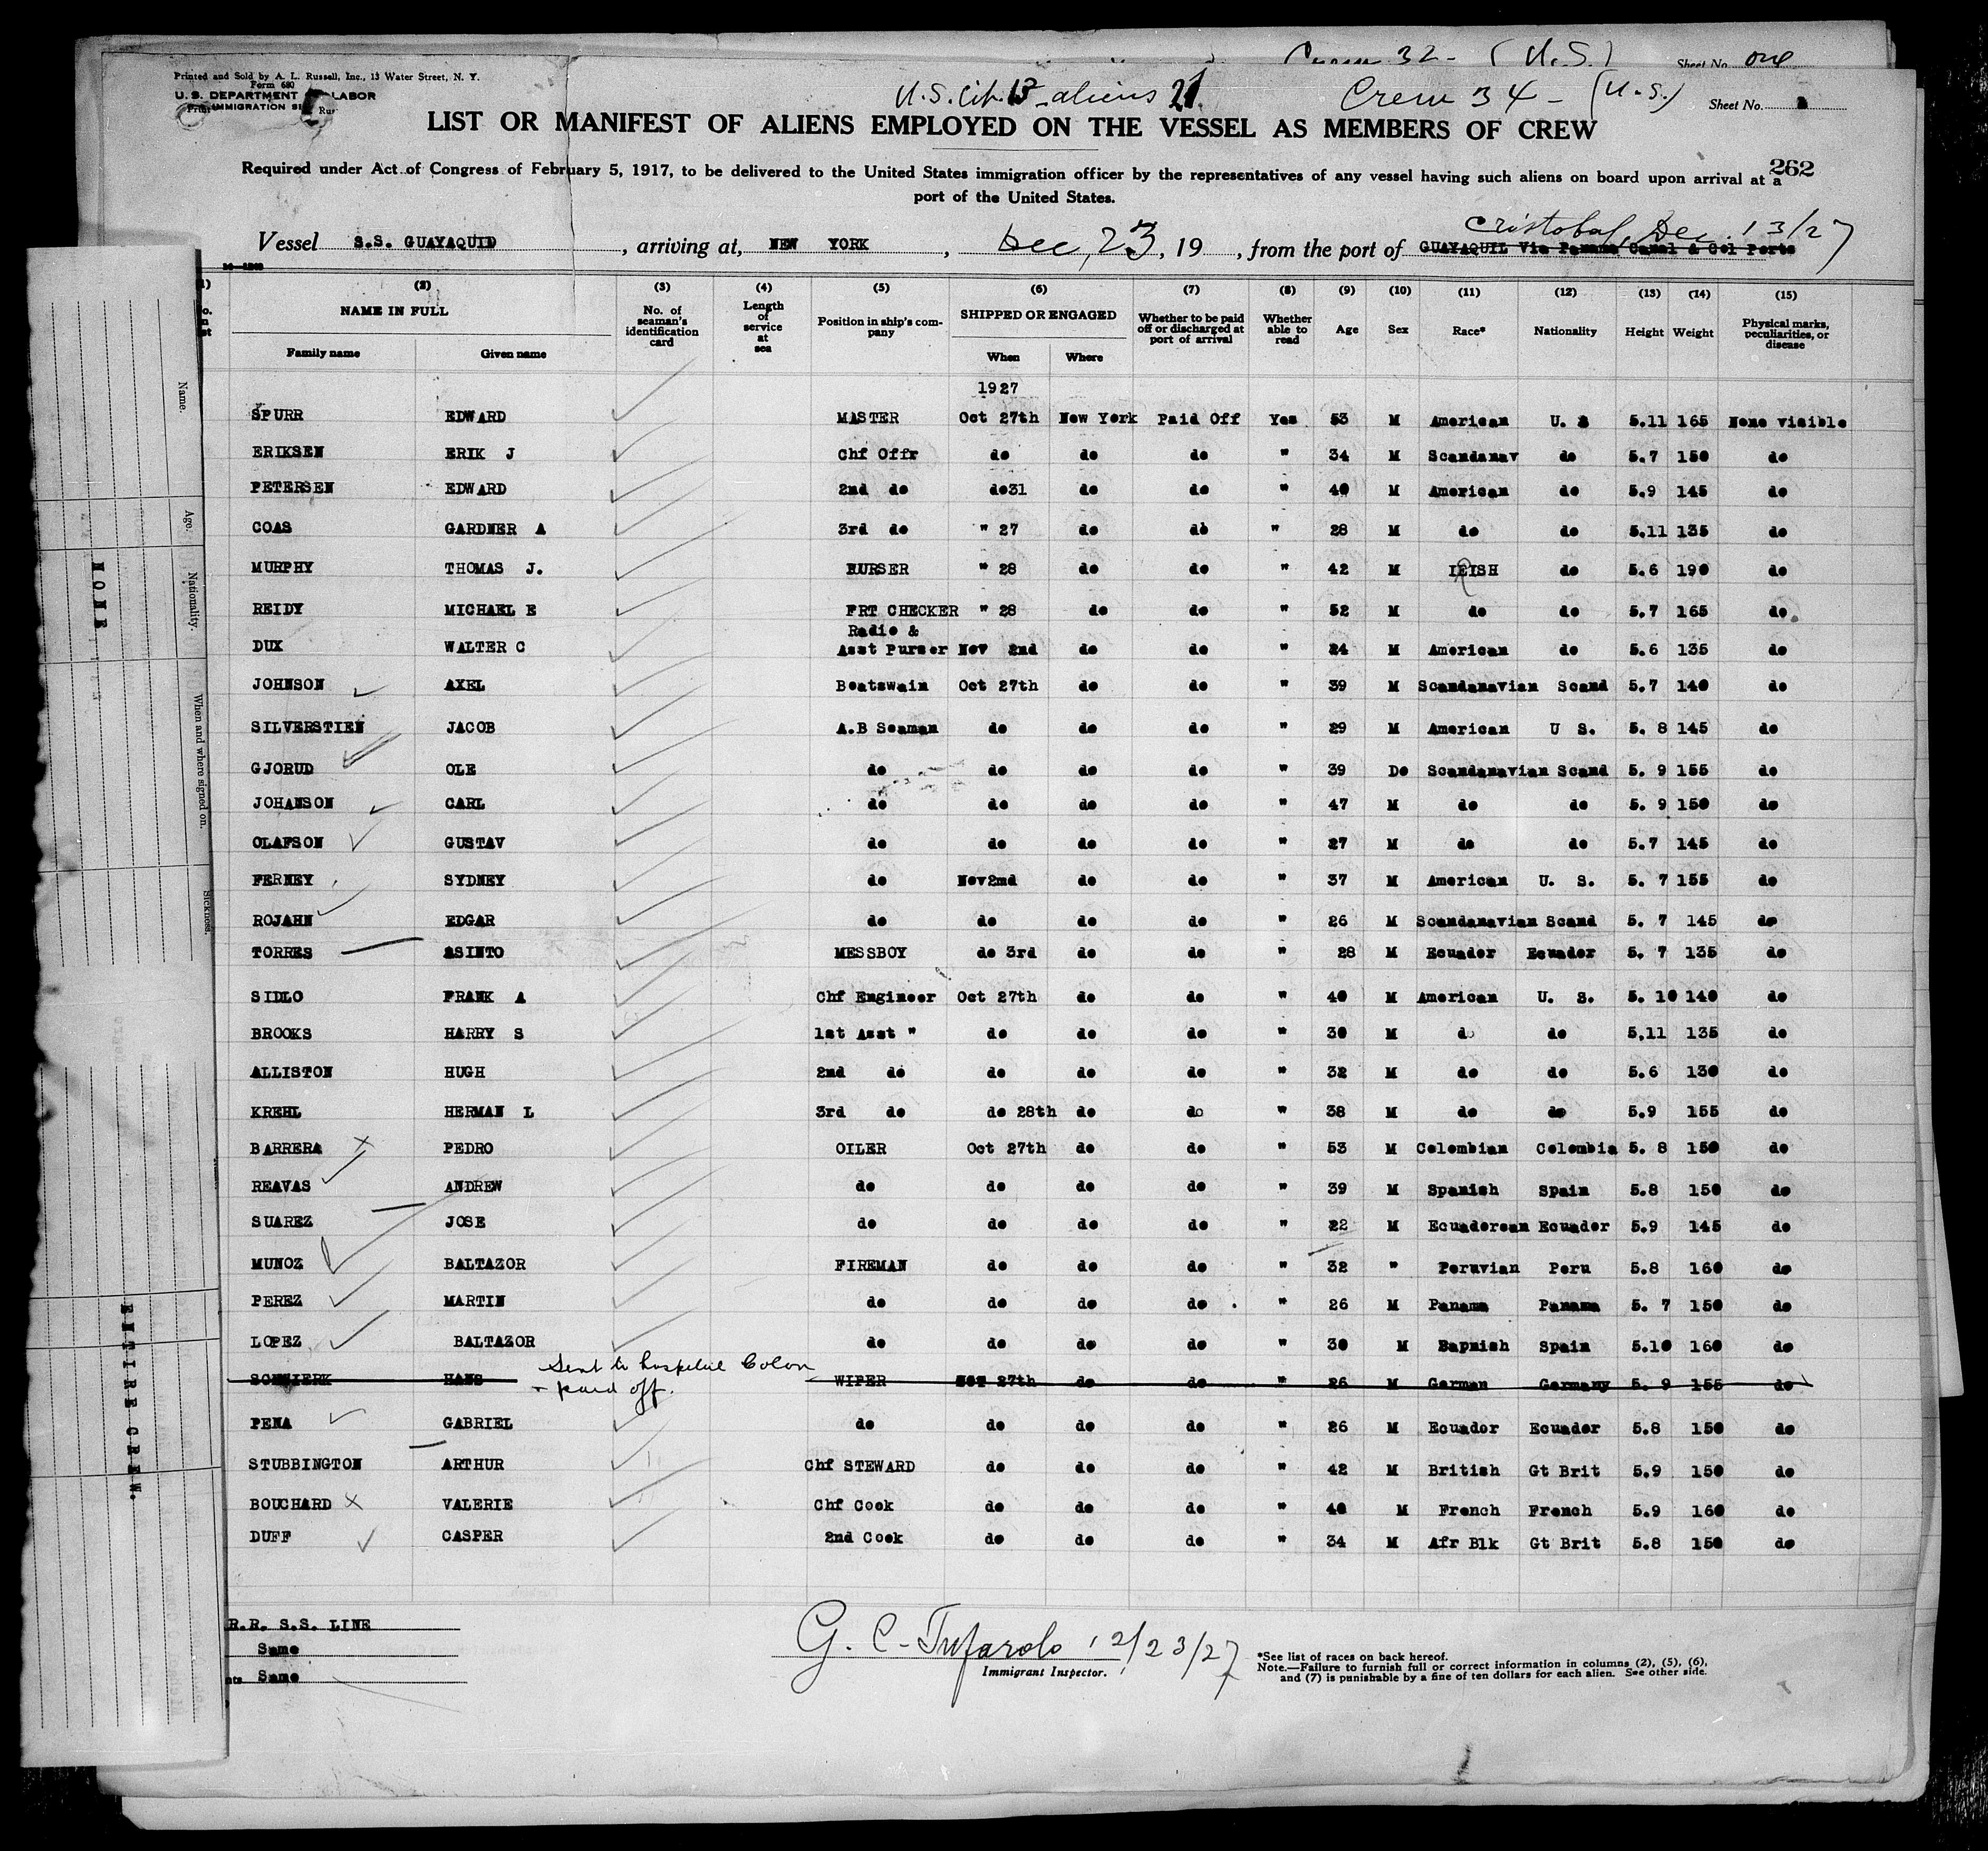 Crew 32 - (U.S.) Sheet No. one
Printed and Sold by A. L. Russell, Inc., 13 Water Street, N. Y.
Form 680
U. S. DEPARTMENT LABOR
IMMIGRATION
U.S. Cit. 13 - aliens 21. Crew 34 - (U.S.) Sheet No.
LIST OR MANIFEST OF ALIENS EMPLOYED ON THE VESSEL AS MEMBERS OF CREW
262
Required under Act of Congress of February 5, 1917, to be delivered to the United States immigration officer by the representatives of any vessel having such aliens on board upon arrival at a
port of the United States.
Cristobal, Dec. 13/27
Vessel S.S. GUAYAQUID, arriving at, NEW YORK, Dec, 23, 19 , from the port of GUAYAQUIL Via Panama Canal & Col Ports
(2) (3) (4) (5) (6) (7) (8) (9) (10) (11) (12) (13) (14) (15)
NAME IN FULL No. of seaman's identification card Length of service at sea Position in ship's company SHIPPED OR ENGAGED Whether to be paid off or discharged at port of arrival Whether able to read Age Sex Race* Nationality Height Weight Physical marks, peculiarities, or disease
Family name Given name When Where
1927
SPURR EDWARD MASTER Oct 27th New York Paid Off Yes 53 M American U. S 5.11 165 None visible
ERIKSEN ERIK J Chf Offr do do do " 34 M Scandanav do 5.7 150 do
PETERSEN EDWARD 2nd do do31 do do " 40 M American do 5.9 145 do
COAS GARDNER A 3rd do " 27 do do " 28 M do do 5.11 135 do
MURPHY THOMAS J. PURSER " 28 do do " 42 M IRISH do 5.6 190 do
REIDY MICHAEL E FRT CHECKER " 28 do do " 52 M do do 5.7 165 do
Radio &
DUX WALTER C Asst Purser Nov 2nd do do " 24 M American do 5.6 135 do
JOHNSON AXEL Boatswain Oct 27th do do " 39 M Scandanavian Scand 5.7 140 do
SILVERSTIEN JACOB A.B Seaman do do do " 29 M American U S. 5. 8 145 do
GJORUD OLE do do do do " 39 Do Scandanavian Scand 5. 9 155 do
JOHANSON CARL do do do do " 47 M do do 5. 9 150 do
OLAFSON GUSTAV do do do do " 27 M do do 5.7 145 do
FERNEY SYDNEY do Nov2nd do do " 37 M American U. S. 5. 7 155 do
ROJAHN EDGAR do do do do " 26 M Scandanavian Scand 5. 7 145 do
TORRES ASINTO MESSBOY do 3rd do do " 28 M Ecuador Ecuador 5. 7 135 do
SIDLO FRANK A Chf Engineer Oct 27th do do " 40 M American U. S. 5. 10 140 do
BROOKS HARRY S 1st Asst " do do do " 30 M do do 5.11 135 do
ALLISTON HUGH 2nd do do do do " 32 M do do 5.6 130 do
KREHL HERMAN L 3rd do do 28th do do " 38 M do do 5.9 155 do
BARRERA PEDRO OILER Oct 27th do do " 53 M Colombian Colombia 5. 8 150 do
REAVAS ANDREW do do do do " 39 M Spanish Spain 5.8 150 do
SUAREZ JOSE do do do do " 22 M Ecuadorean Ecuador 5.9 145 do
MUNOZ BALTAZOR FIREMAN do do do " 32 " Peruvian Peru 5.8 160 do
PEREZ MARTIN do do do do " 26 M Panama Panama 5. 7 150 do
LOPEZ BALTAZOR do do do do " 30 M Sapnish Spain 5.10 160 do
Sent to hospital Colon
HANS WIPER 27th do do " 26 M German Germany 5. 9 155 do
- paid off.
PENA GABRIEL do do do do " 26 M Ecuador Ecuador 5.8 150 do
STUBBINGTON ARTHUR Chf STEWARD do do do " 42 M British Gt Brit 5.9 150 do
BOUCHARD VALERIE Chf Cook do do do " 40 M French French 5.9 160 do
DUFF CASPER 2nd Cook do do do " 34 M Afr Blk Gt Brit 5.8 150 do
R.R. S.S. LINE
Same
Same
G. C. Tufarolo 12/23/27
Immigrant Inspector.
*See list of races on back hereof.
Note.—Failure to furnish full or correct information in columns (2), (5), (6),
and (7) is punishable by a fine of ten dollars for each alien. See other side.
Name.
Age.
Nationality.
When and where signed on.
Sickness.
NONE
ENTIRE CREW.